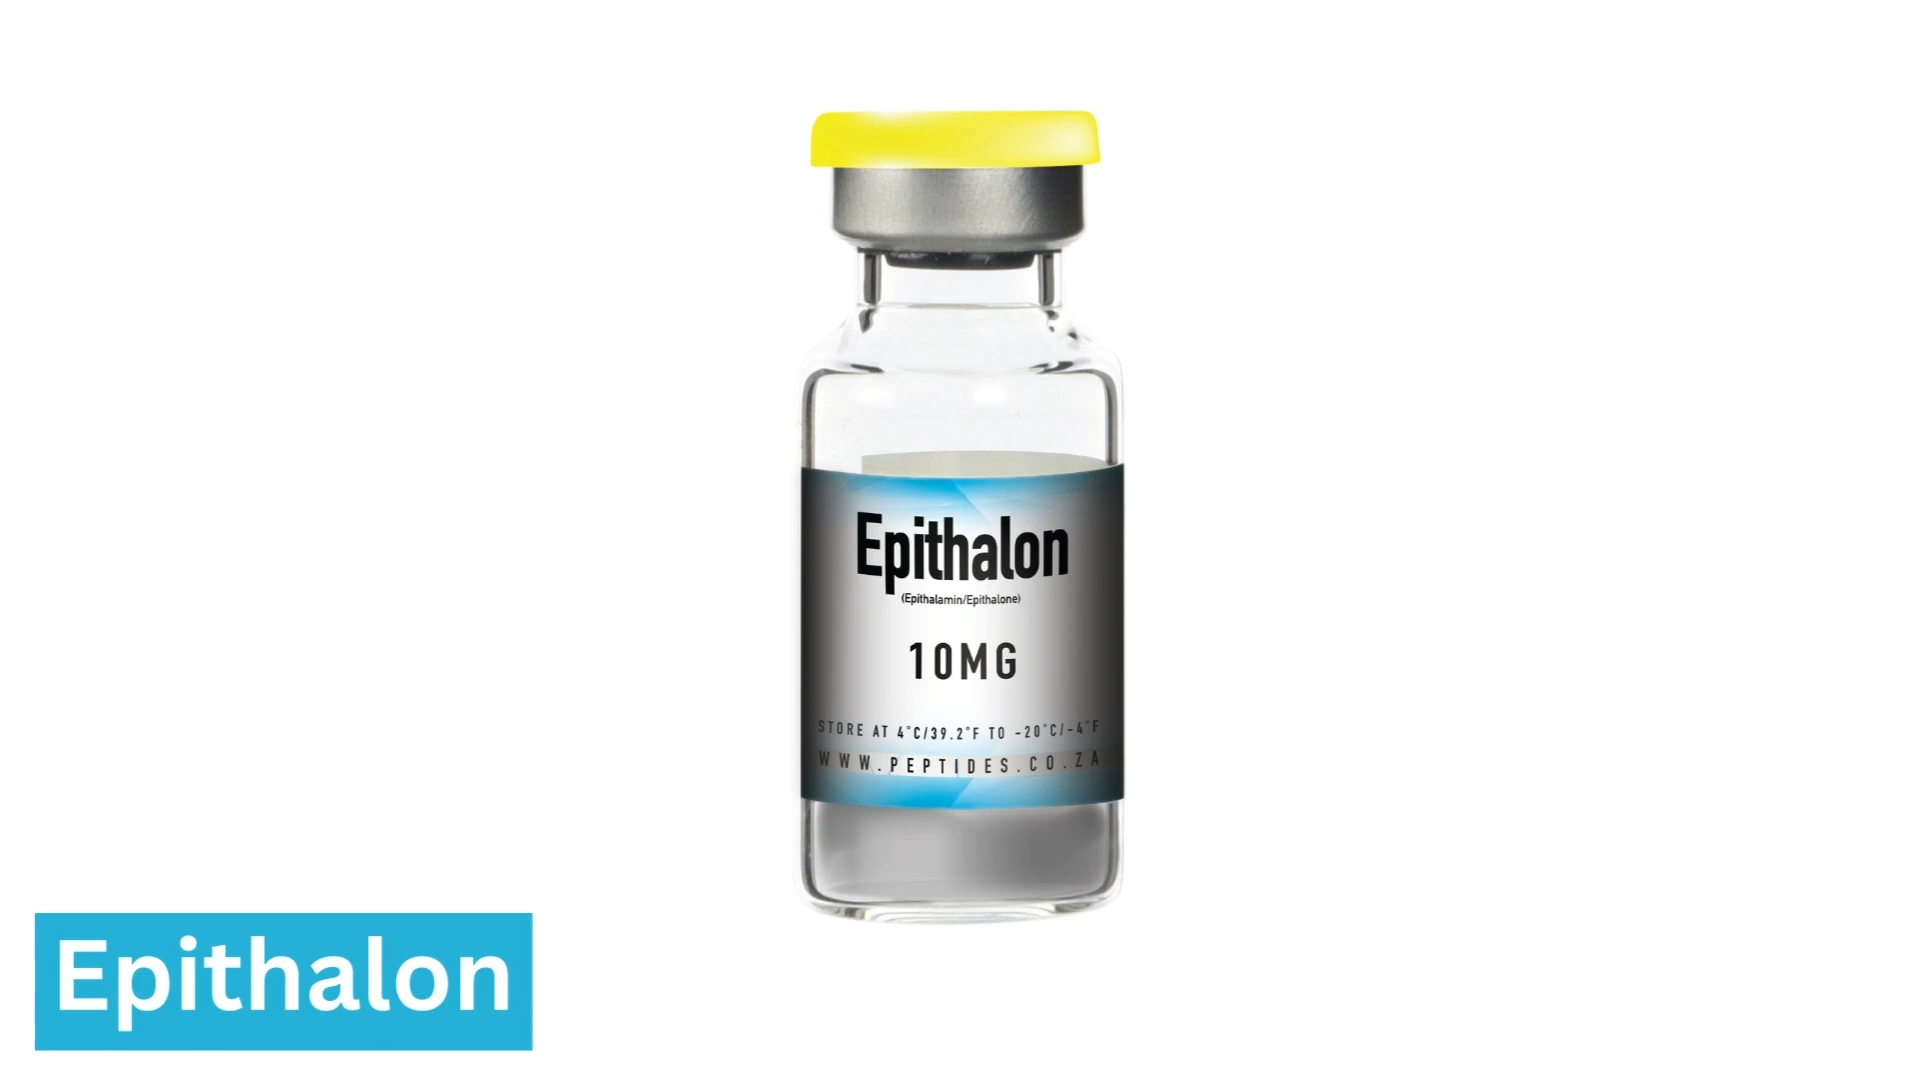 Epithalon
(Epithalamin/Epithalone)
10MG
STORE AT 4°C/39.2°F TO -20°C/-4°F
WWW.PEPTIDES.CO.ZA
Epithalon